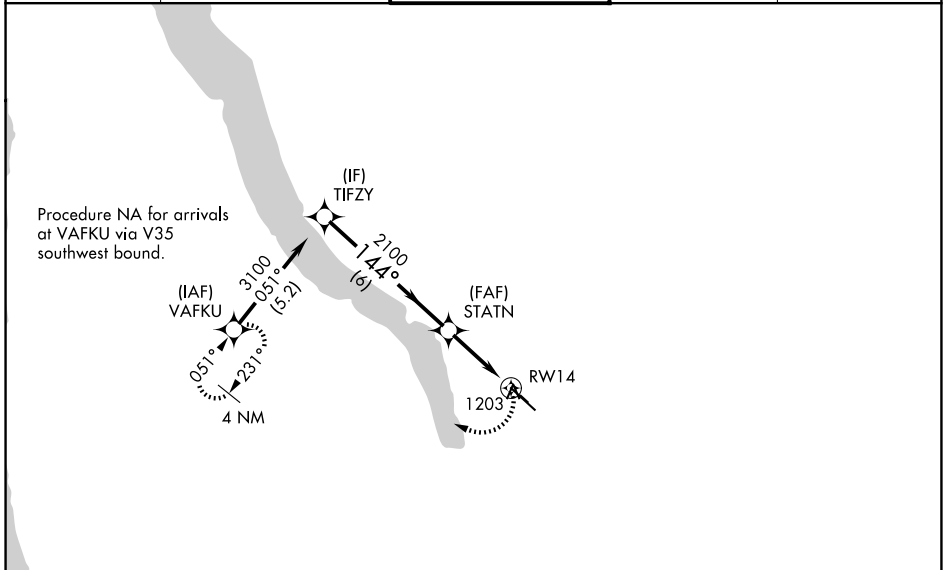 (IF)
TIFZY
Procedure NA for arrivals
at VAFKU via V35
southwest bound.
2100
144°
(6)
3100
051°
(5.2)
(IAF)
VAFKU
(FAF)
STATN
051°
231°
4 NM
RW14
1203